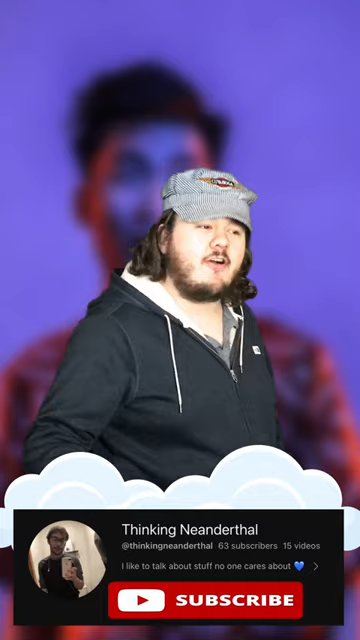 Thinking Neanderthal
@thinkingneanderthal 63 subscribers 15 videos
I like to talk about stuff no one cares about 💙 >
SUBSCRIBE